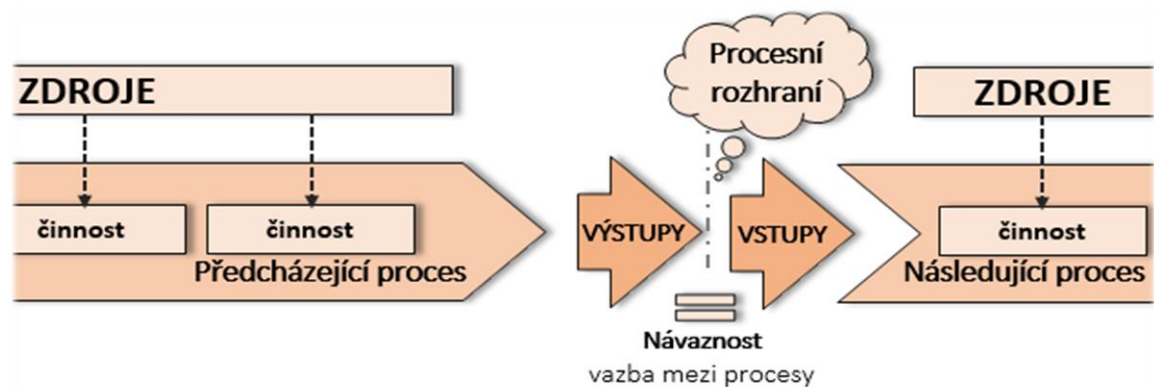 ZDROJE
činnost
činnost
Předcházející proces
VÝSTUPY
Procesní
rozhraní
VSTUPY
Návaznost
vazba mezi procesy
ZDROJE
činnost
Následující proces